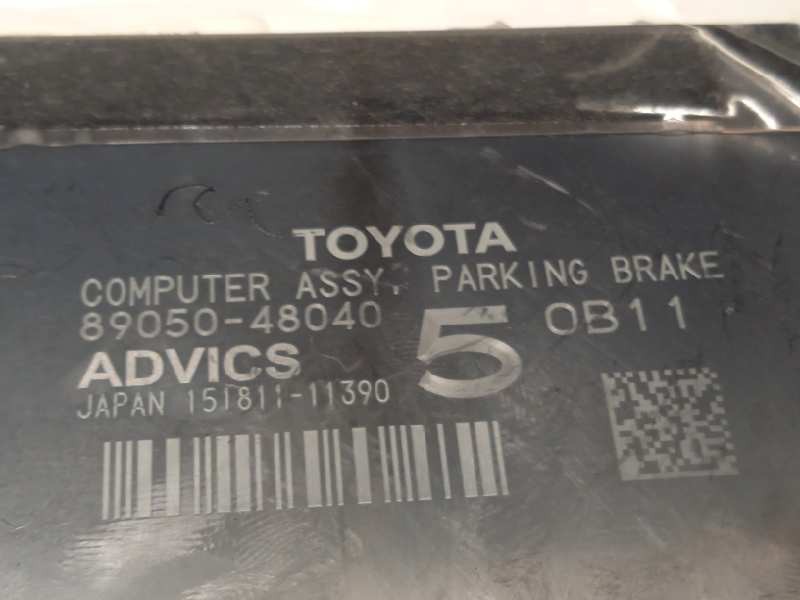 TOYOTA
COMPUTER ASSY, PARKING BRAKE
89050-48040 5 0B11
ADVICS
JAPAN 151811-11390